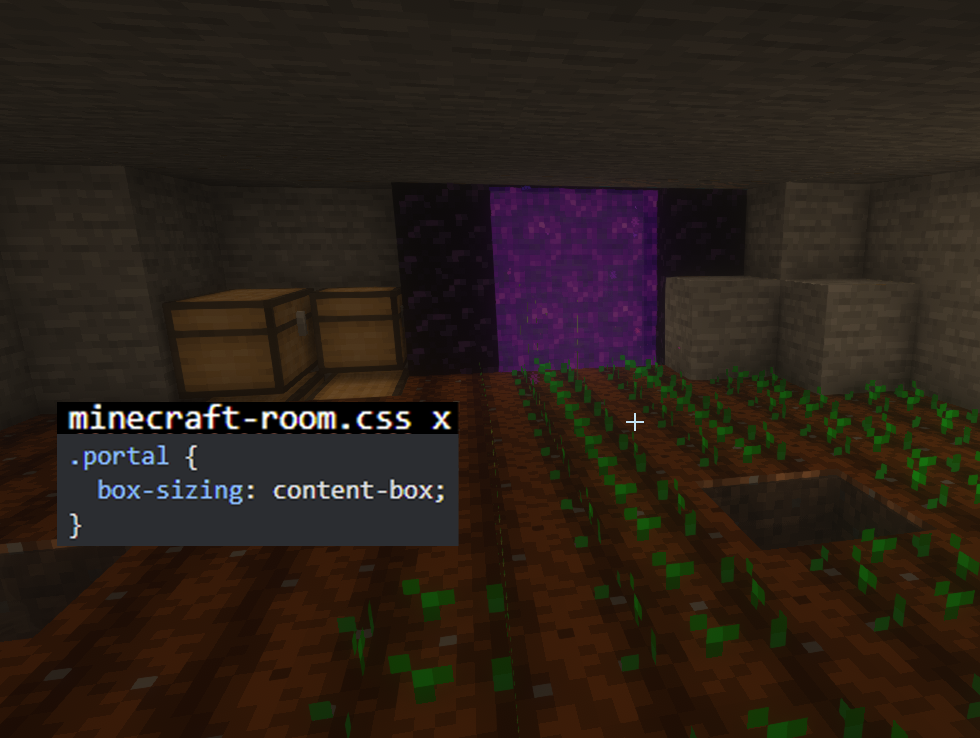 minecraft-room.css x
.portal {
  box-sizing: content-box;
}